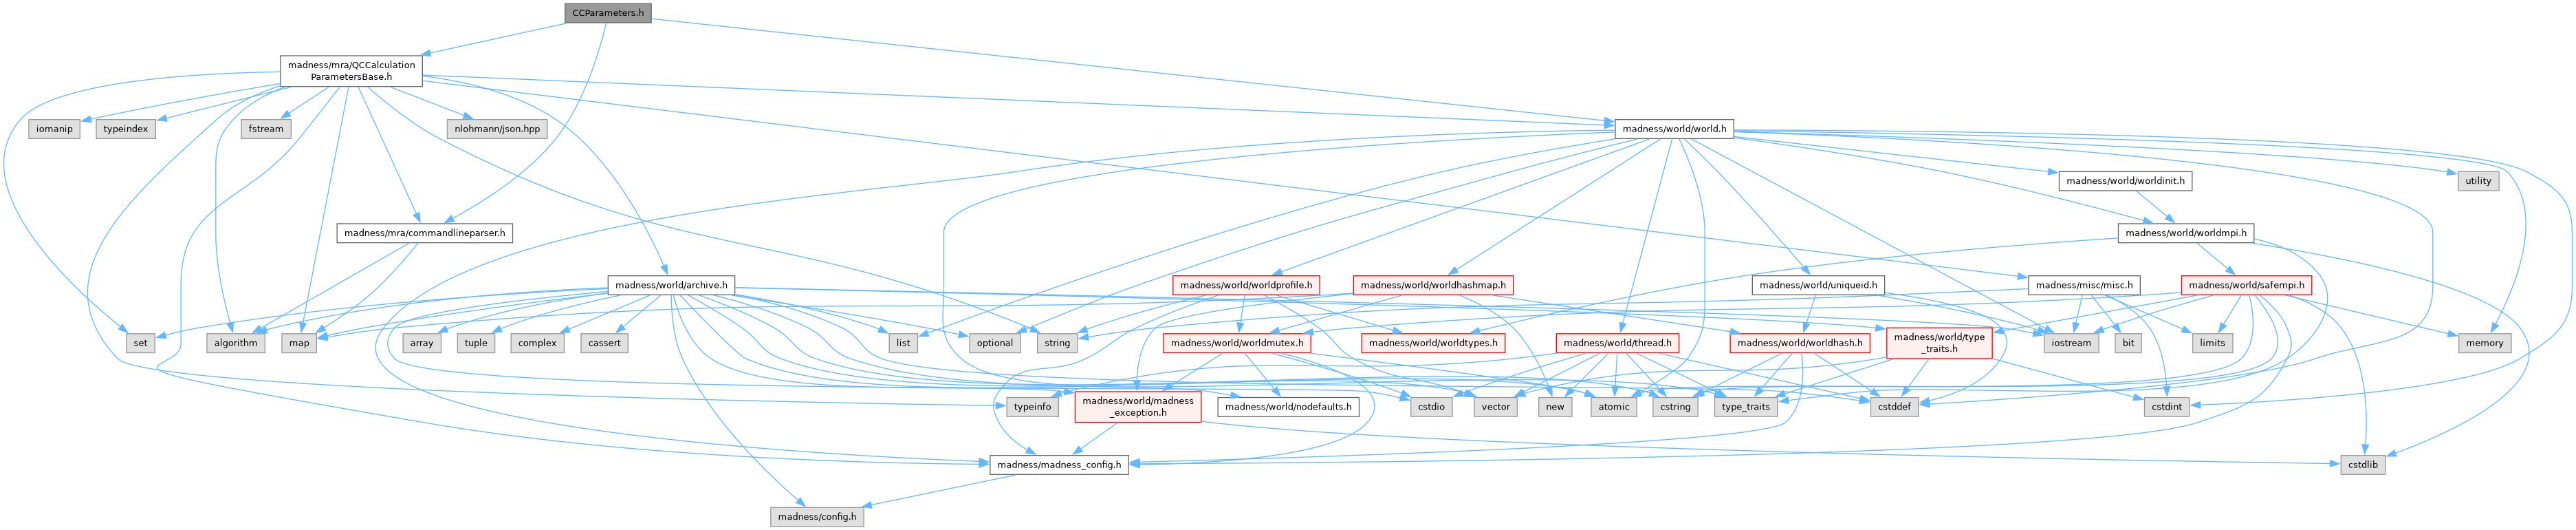 CCParameters.h
madness/mra/QCCalculation
ParametersBase.h
iomanip
typeindex
fstream
nlohmann/json.hpp
madness/world/world.h
madness/world/worldinit.h
utility
madness/mra/commandlineparser.h
madness/world/worldmpi.h
madness/world/archive.h
madness/world/worldprofile.h
madness/world/worldhashmap.h
madness/world/uniqueid.h
madness/misc/misc.h
madness/world/safempi.h
set
algorithm
map
array
tuple
complex
cassert
list
optional
string
madness/world/worldmutex.h
madness/world/worldtypes.h
madness/world/thread.h
madness/world/worldhash.h
madness/world/type
_traits.h
iostream
bit
limits
memory
typeinfo
madness/world/madness
_exception.h
madness/world/nodefaults.h
cstdio
vector
new
atomic
cstring
type_traits
cstddef
cstdint
madness/madness_config.h
cstdlib
madness/config.h